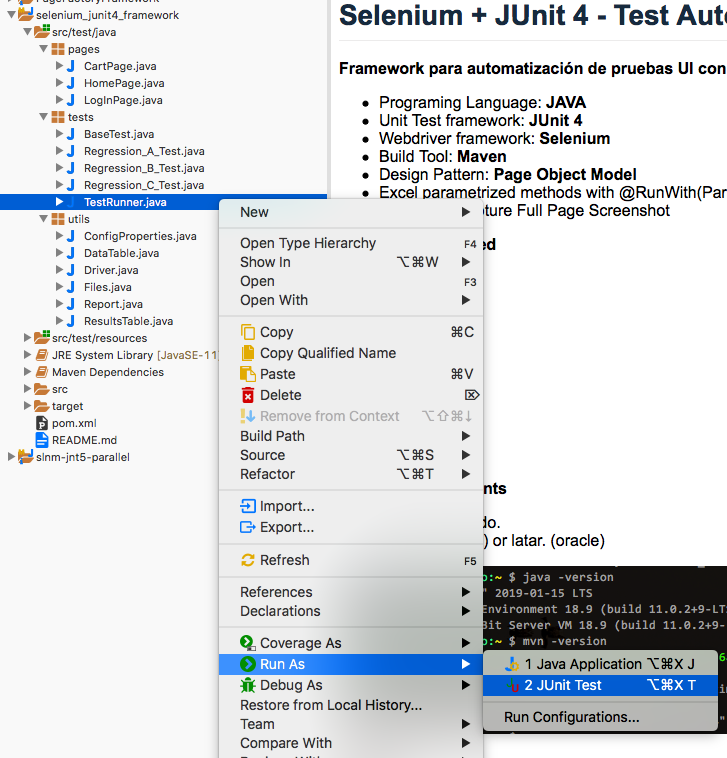 selenium_junit4_framework
src/test/java
pages
CartPage.java
HomePage.java
LogInPage.java
tests
BaseTest.java
Regression_A_Test.java
Regression_B_Test.java
Regression_C_Test.java
TestRunner.java
utils
ConfigProperties.java
DataTable.java
Driver.java
Files.java
Report.java
ResultsTable.java
src/test/resources
JRE System Library [JavaSE-11
Maven Dependencies
src
target
pom.xml
README.md
slnm-jnt5-parallel
Selenium + JUnit 4 - Test Aut
Framework para automatización de pruebas UI con
Programing Language: JAVA
Unit Test framework: JUnit 4
Webdriver framework: Selenium
Build Tool: Maven
Design Pattern: Page Object Model
Excel parametrized methods with @RunWith(Par
ture Full Page Screenshot
ed
nts
do.
) or latar. (oracle)
New
Open Type Hierarchy F4
Show In ⌥⌘W
Open F3
Open With
Copy ⌘C
Copy Qualified Name
Paste ⌘V
Delete ⌦
Remove from Context ⌥⇧⌘↓
Build Path
Source ⌥⌘S
Refactor ⌥⌘T
Import...
Export...
Refresh F5
References
Declarations
Coverage As
Run As
Debug As
Restore from Local History...
Team
Compare With
o:~ $ java -version
" 2019-01-15 LTS
Environment 18.9 (build 11.0.2+9-LT
Bit Server VM 18.9 (build 11.0.2+9-
o:~ $ mvn -version
1 Java Application ⌥⌘X J
2 JUnit Test ⌥⌘X T
Run Configurations...